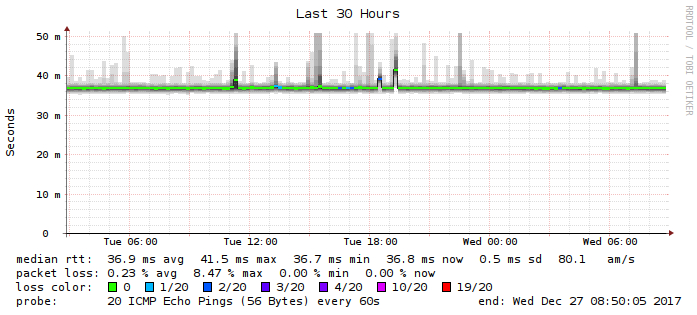 Last 30 Hours
RRDTOOL / TOBI OETIKER
Seconds
50 m
40 m
30 m
20 m
10 m
0
Tue 06:00 Tue 12:00 Tue 18:00 Wed 00:00 Wed 06:00
median rtt: 36.9 ms avg 41.5 ms max 36.7 ms min 36.8 ms now 0.5 ms sd 80.1 am/s
packet loss: 0.23 % avg 8.47 % max 0.00 % min 0.00 % now
loss color: 0 1/20 2/20 3/20 4/20 10/20 19/20
probe: 20 ICMP Echo Pings (56 Bytes) every 60s end: Wed Dec 27 08:50:05 2017